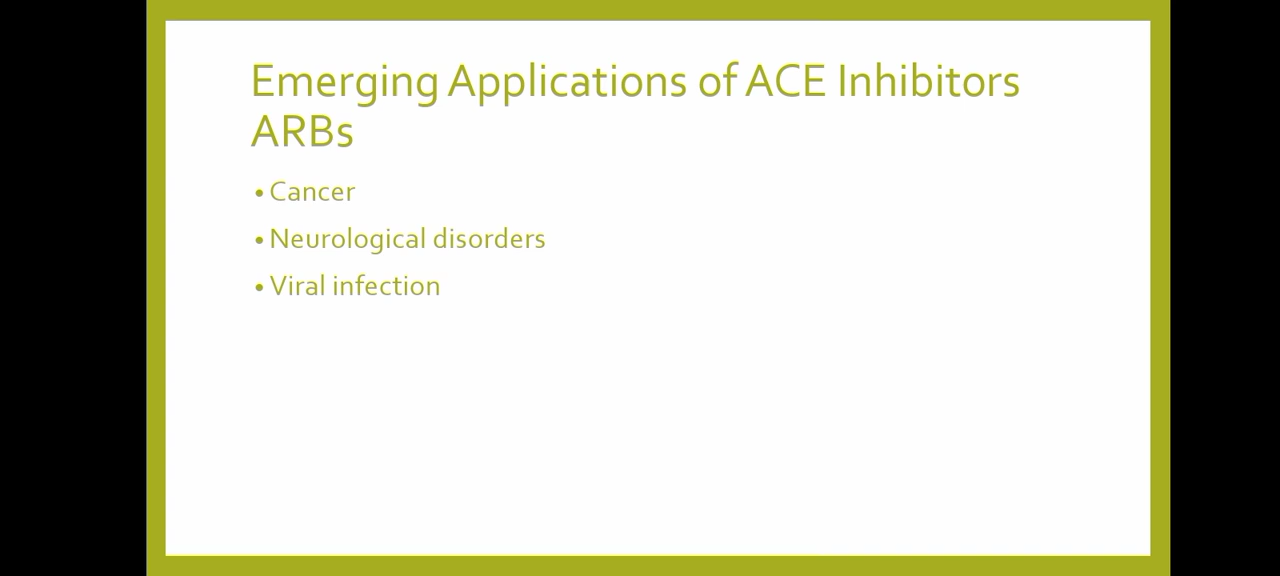 Emerging Applications of ACE Inhibitors
ARBs
• Cancer
• Neurological disorders
• Viral infection